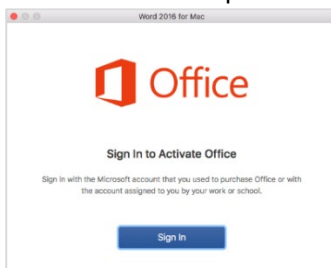 Word 2016 for Mac
Office
Sign In to Activate Office
Sign in with the Microsoft account that you used to purchase Office or with
the account assigned to you by your work or school.
Sign In